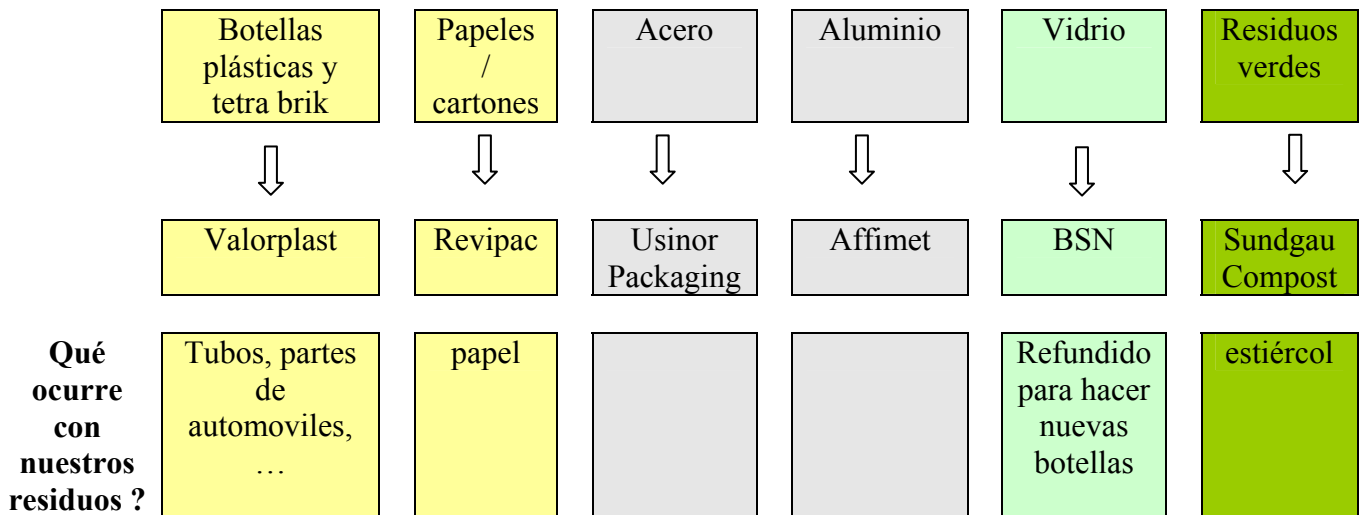 Botellas
plásticas y
tetra brik
Papeles
/
cartones
Acero
Aluminio
Vidrio
Residuos
verdes
Valorplast
Revipac
Usinor
Packaging
Affimet
BSN
Sundgau
Compost
Qué
ocurre
con
nuestros
residuos ?
Tubos, partes
de
automoviles,
…
papel
Refundido
para hacer
nuevas
botellas
estiércol